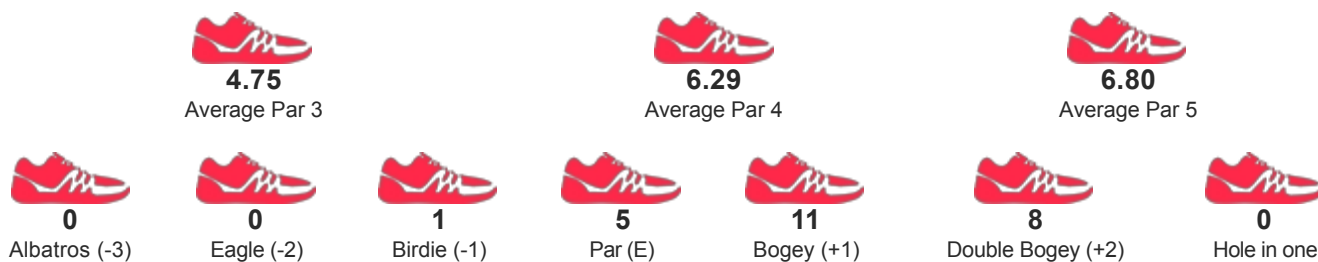 4.75 6.29 6.80
Average Par 3 Average Par 4 Average Par 5
0 0 1 5 11 8 0
Albatros (-3) Eagle (-2) Birdie (-1) Par (E) Bogey (+1) Double Bogey (+2) Hole in one